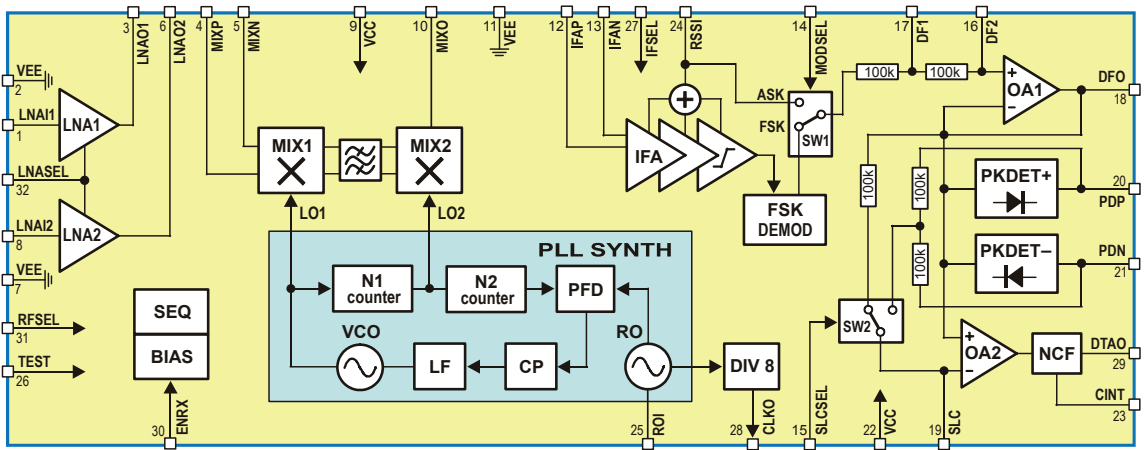 3 LNAO1
6 LNAO2
4 MIXP
5 MIXN
9 VCC
10 MIXO
11 VEE
12 IFAP
13 IFAN
27 IFSEL
24 RSSI
14 MODSEL
17 DF1
16 DF2
VEE
2
LNAI1
1
LNASEL
32
LNAI2
8
VEE
7
RFSEL
31
TEST
26
LNA1
LNA2
MIX1
MIX2
LO1
LO2
IFA
ASK
FSK
SW1
FSK
DEMOD
100k
100k
OA1
DFO
18
100k
100k
100k
PKDET+
20
PDP
PKDET–
PDN
21
SW2
OA2
NCF
DTAO
29
CINT
23
PLL SYNTH
N1
counter
N2
counter
PFD
VCO
LF
CP
RO
DIV 8
SEQ
BIAS
30 ENRX
25 ROI
28 CLKO
15 SLCSEL
22 VCC
19 SLC